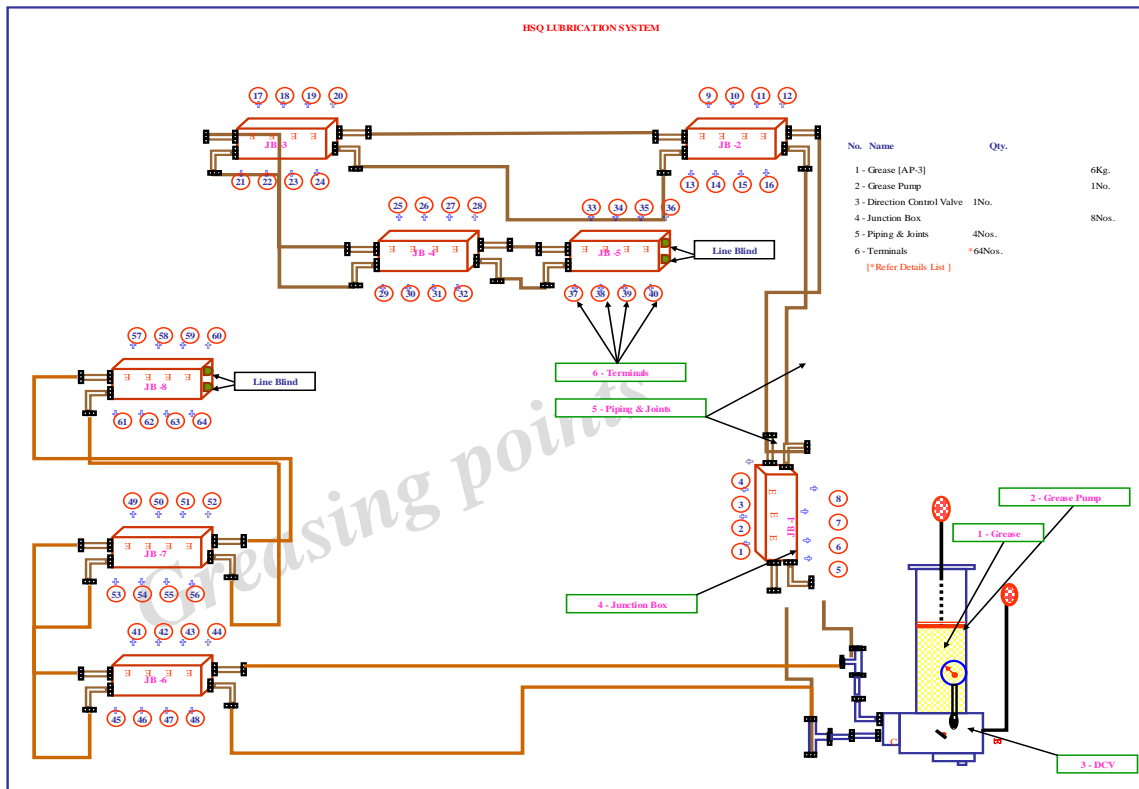 HSQ LUBRICATION SYSTEM
17 18 19 20
9 10 11 12
E E E E
JB -3
E E E E
JB -2
21 22 23 24
13 14 15 16
No. Name Qty.
1 - Grease [AP-3] 6Kg.
2 - Grease Pump 1No.
3 - Direction Control Valve 1No.
4 - Junction Box 8Nos.
5 - Piping & Joints 4Nos.
6 - Terminals *64Nos.
[*Refer Details List ]
25 26 27 28
33 34 35 36
E E E E
JB -4
E E E E
JB -5
Line Blind
29 30 31 32
37 38 39 40
57 58 59 60
6 - Terminals
E E E E
JB -8
Line Blind
5 - Piping & Joints
61 62 63 64
Greasing points
4
3
2
1
E
E
E
JB -1
8
7
6
5
49 50 51 52
2 - Grease Pump
1 - Grease
E E E E
JB -7
53 54 55 56
4 - Junction Box
41 42 43 44
E E E E
JB -6
45 46 47 48
C
3 - DCV